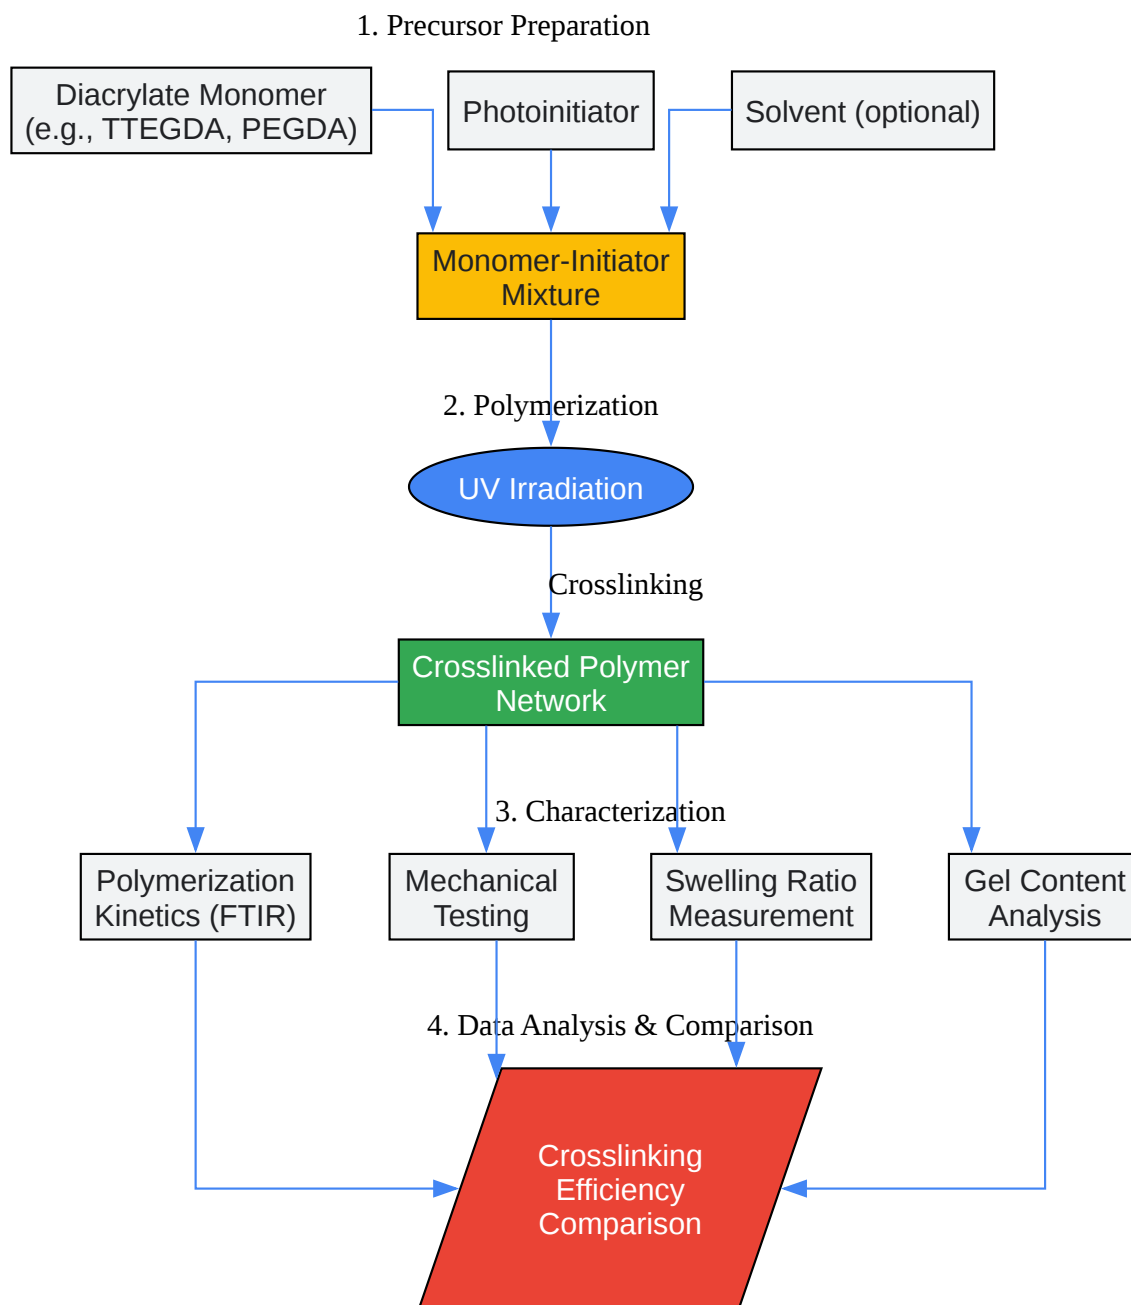 1. Precursor Preparation
Diacrylate Monomer
(e.g., TTEGDA, PEGDA)
Photoinitiator
Solvent (optional)
Monomer-Initiator
Mixture
2. Polymerization
UV Irradiation
Crosslinking
Crosslinked Polymer
Network
3. Characterization
Polymerization
Kinetics (FTIR)
Mechanical
Testing
Swelling Ratio
Measurement
Gel Content
Analysis
4. Data Analysis & Comparison
Crosslinking
Efficiency
Comparison